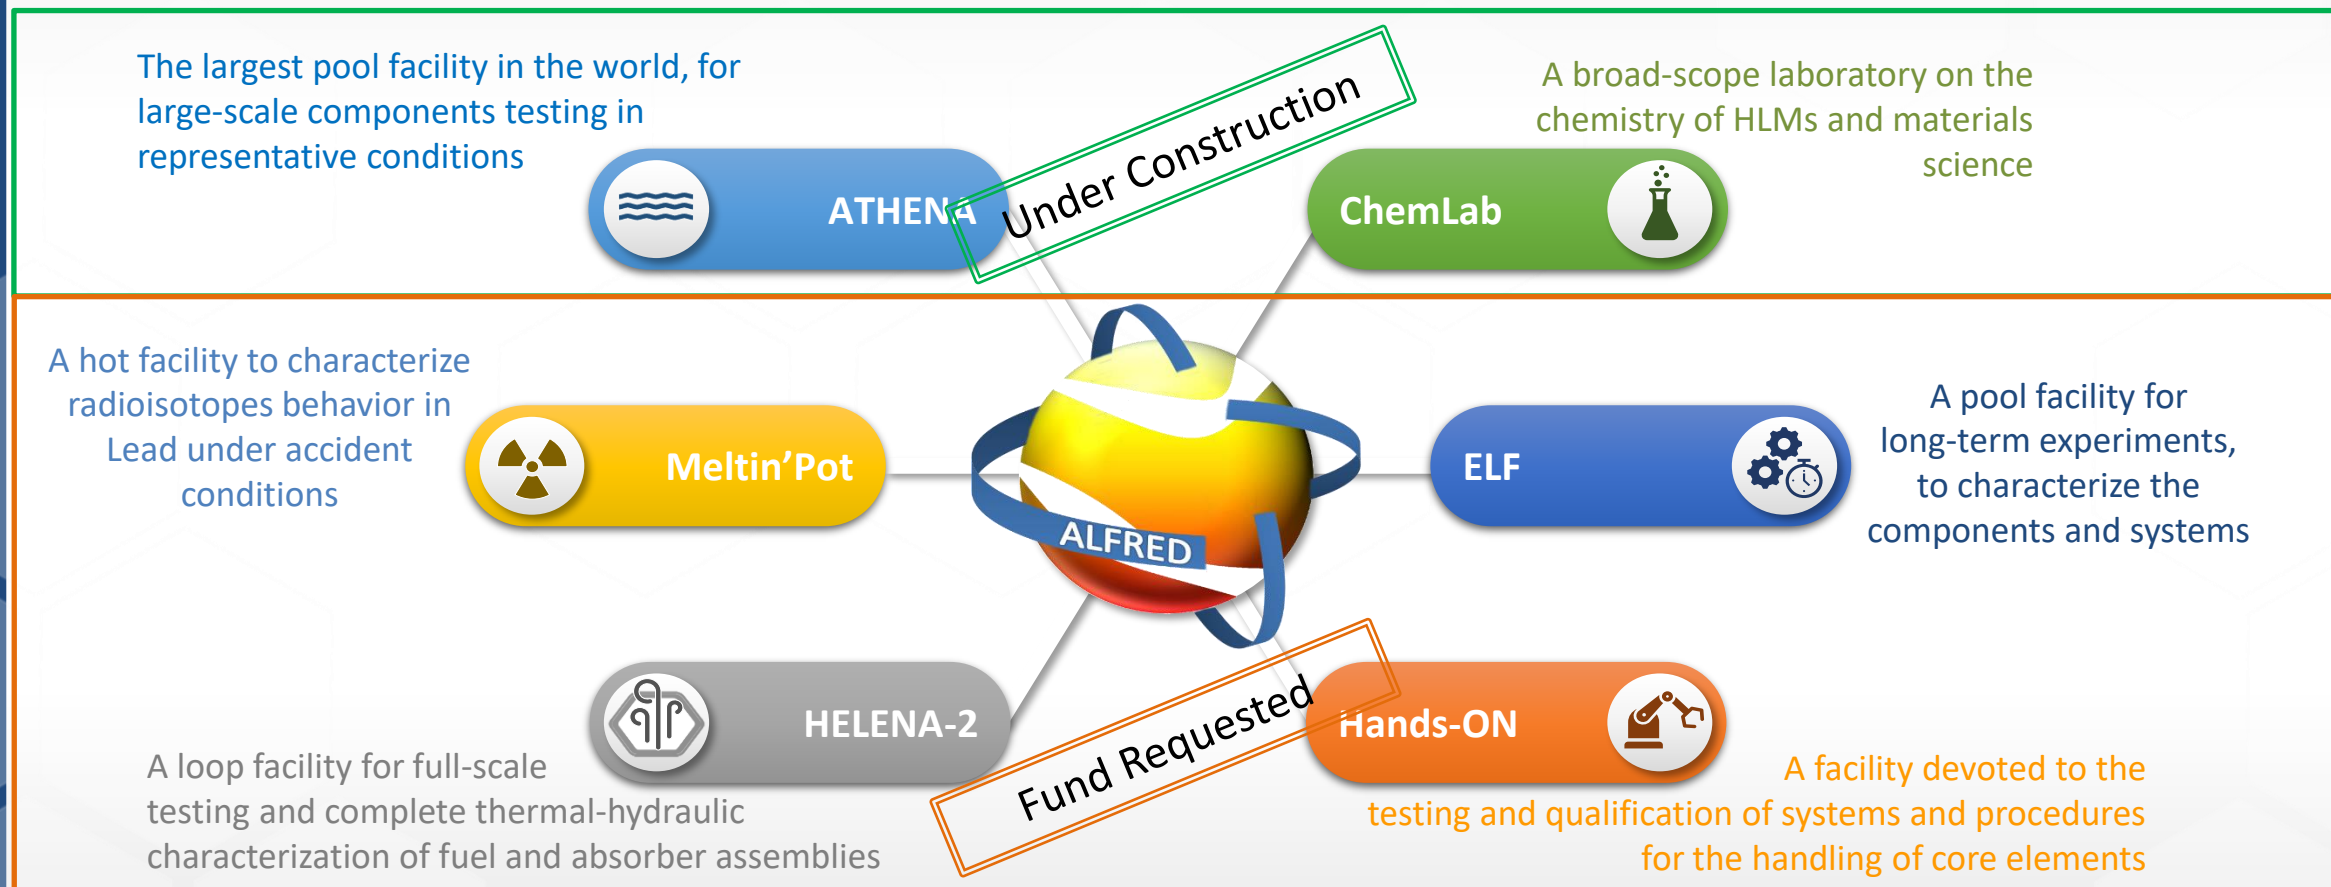 The largest pool facility in the world, for
large-scale components testing in
representative conditions
ATHENA
Under Construction
A broad-scope laboratory on the
chemistry of HLMs and materials
science
ChemLab
A hot facility to characterize
radioisotopes behavior in
Lead under accident
conditions
Meltin'Pot
ALFRED
ELF
A pool facility for
long-term experiments,
to characterize the
components and systems
HELENA-2
A loop facility for full-scale
testing and complete thermal-hydraulic
characterization of fuel and absorber assemblies
Fund Requested
Hands-ON
A facility devoted to the
testing and qualification of systems and procedures
for the handling of core elements